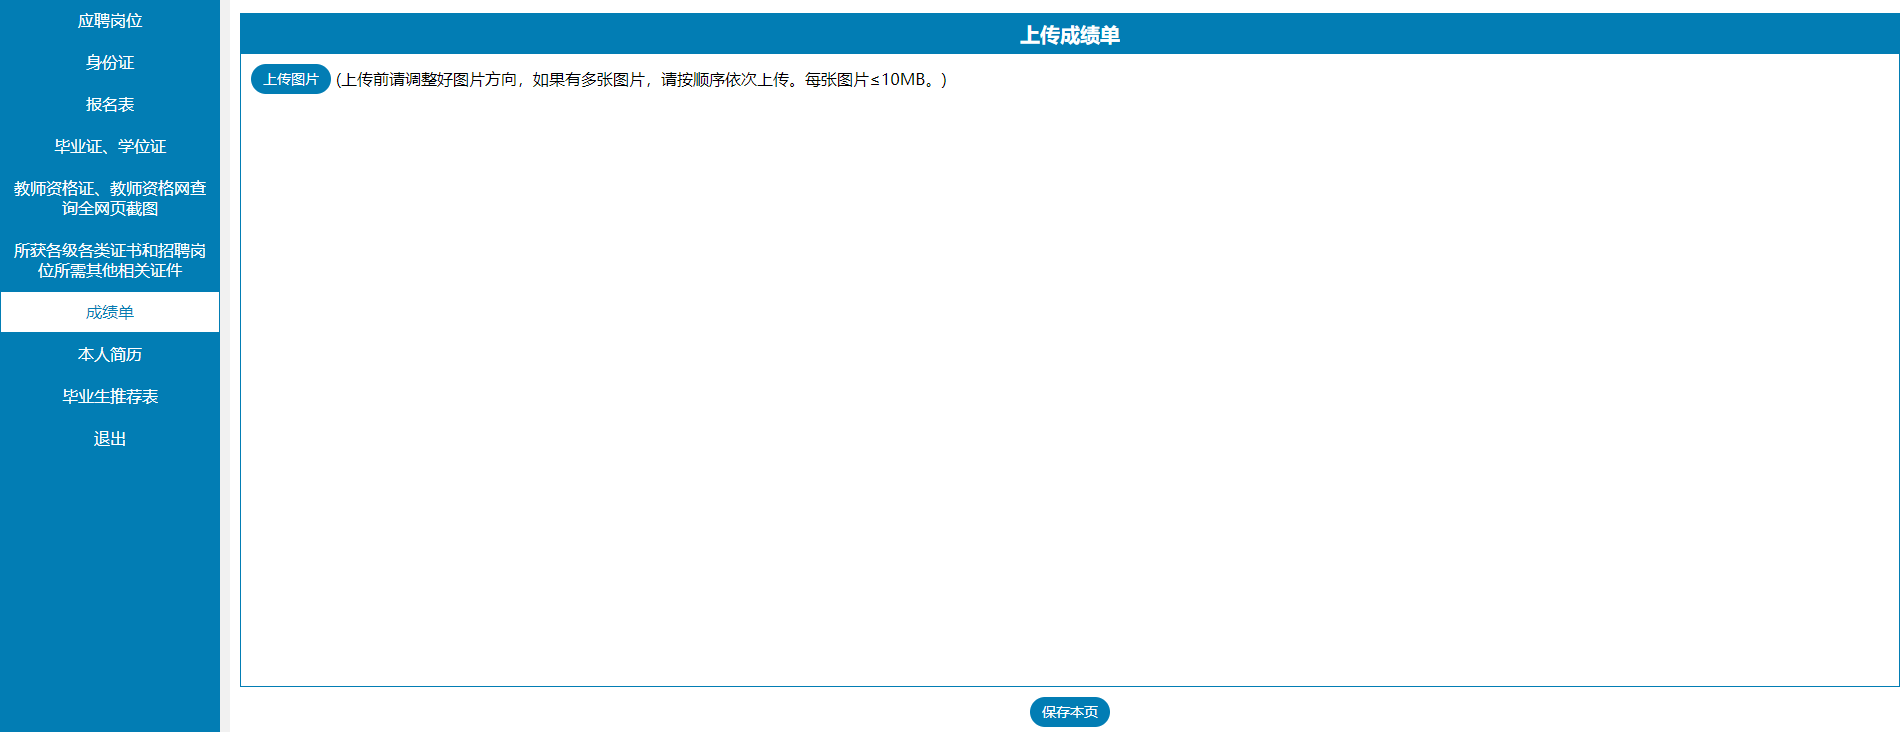 应聘岗位
身份证
报名表
毕业证、学位证
教师资格证、教师资格网查
询全网页截图
所获各级各类证书和招聘岗
位所需其他相关证件
成绩单
本人简历
毕业生推荐表
退出
上传成绩单
上传图片 (上传前请调整好图片方向，如果有多张图片，请按顺序依次上传。每张图片≤10MB。)
保存本页